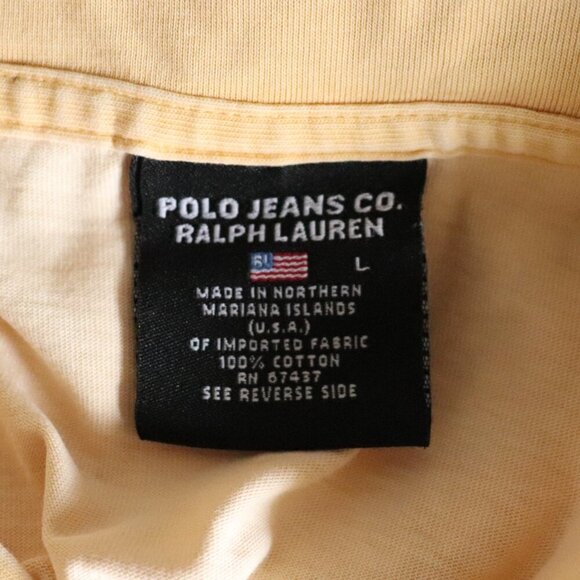 POLO JEANS CO.
RALPH LAUREN
RL L
MADE IN NORTHERN
MARIANA ISLANDS
(U.S.A.)
OF IMPORTED FABRIC
100% COTTON
RN 67437
SEE REVERSE SIDE